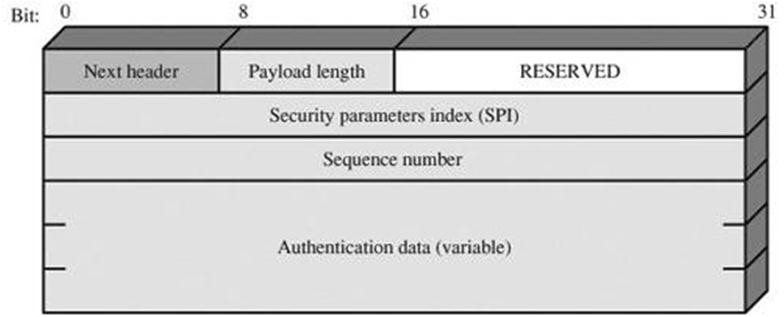 Bit: 0 8 16 31
Next header Payload length RESERVED
Security parameters index (SPI)
Sequence number
Authentication data (variable)